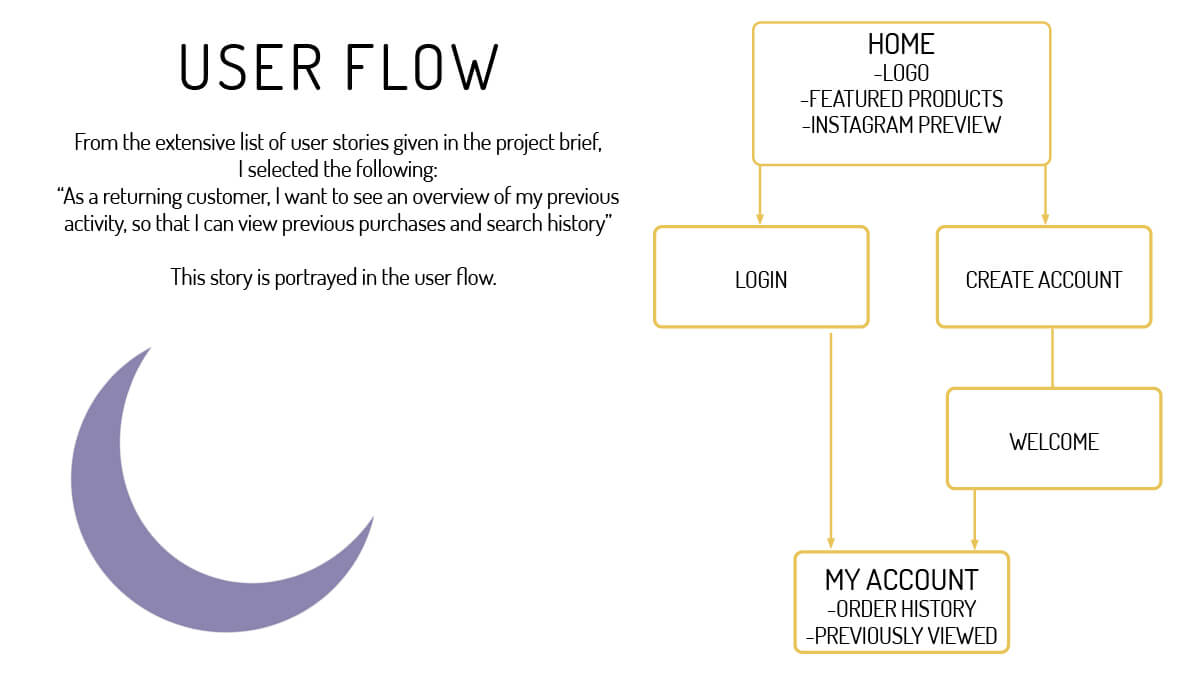 USER FLOW
From the extensive list of user stories given in the project brief,
I selected the following:
“As a returning customer, I want to see an overview of my previous
activity, so that I can view previous purchases and search history”
This story is portrayed in the user flow.
HOME
-LOGO
-FEATURED PRODUCTS
-INSTAGRAM PREVIEW
LOGIN
CREATE ACCOUNT
WELCOME
MY ACCOUNT
-ORDER HISTORY
-PREVIOUSLY VIEWED